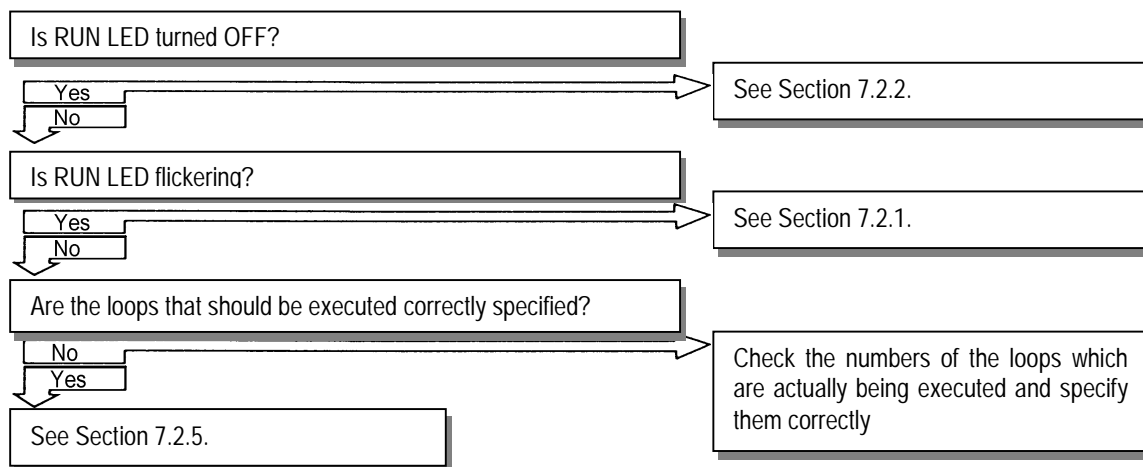 Is RUN LED turned OFF?
Yes
See Section 7.2.2.
No
Is RUN LED flickering?
Yes
See Section 7.2.1.
No
Are the loops that should be executed correctly specified?
No
Check the numbers of the loops which
are actually being executed and specify
them correctly
Yes
See Section 7.2.5.